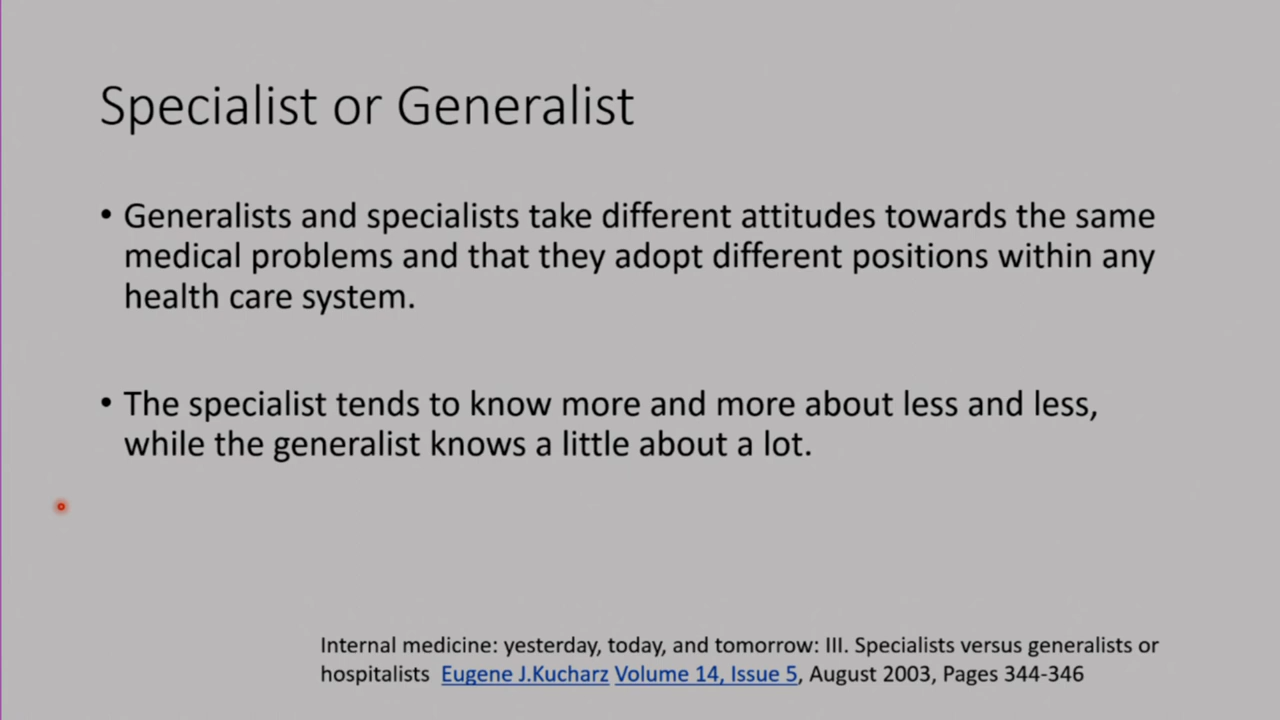 Specialist or Generalist
• Generalists and specialists take different attitudes towards the same
medical problems and that they adopt different positions within any
health care system.
• The specialist tends to know more and more about less and less,
while the generalist knows a little about a lot.
Internal medicine: yesterday, today, and tomorrow: III. Specialists versus generalists or
hospitalists Eugene J.Kucharz Volume 14, Issue 5, August 2003, Pages 344-346